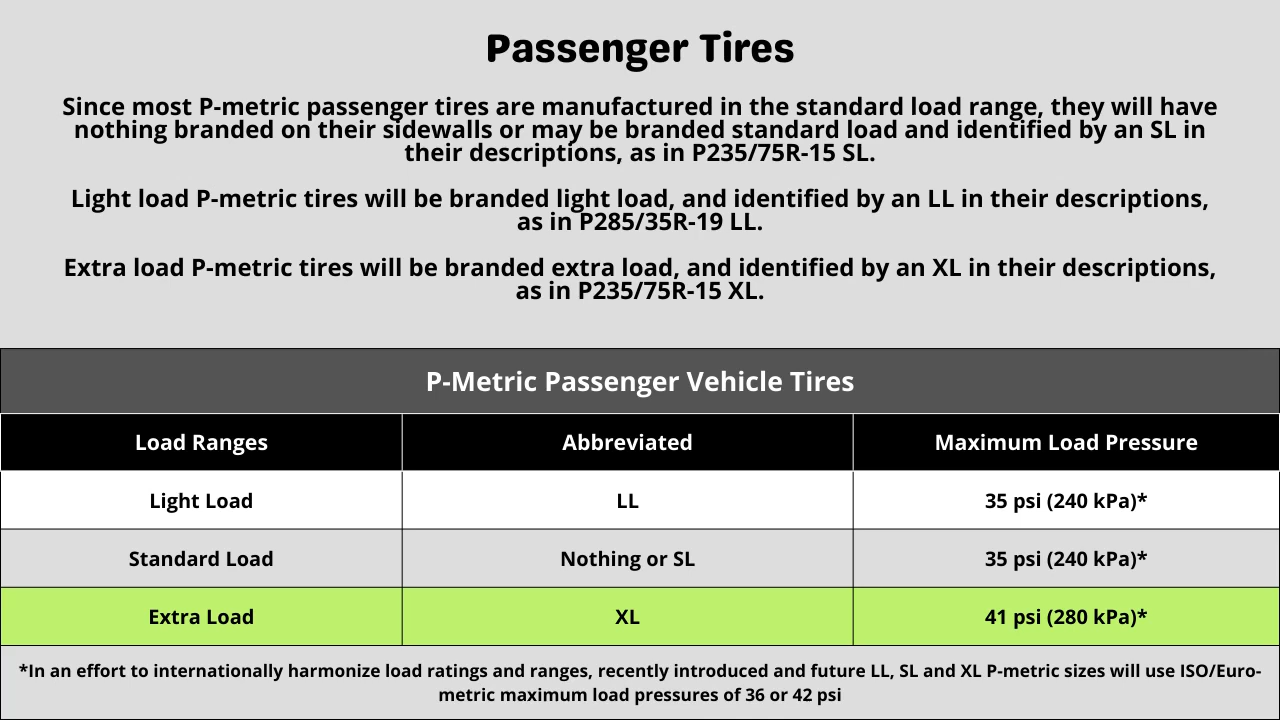 Passenger Tires
Since most P-metric passenger tires are manufactured in the standard load range, they will have
nothing branded on their sidewalls or may be branded standard load and identified by an SL in
their descriptions, as in P235/75R-15 SL.
Light load P-metric tires will be branded light load, and identified by an LL in their descriptions,
as in P285/35R-19 LL.
Extra load P-metric tires will be branded extra load, and identified by an XL in their descriptions,
as in P235/75R-15 XL.
P-Metric Passenger Vehicle Tires
Load Ranges Abbreviated Maximum Load Pressure
Light Load LL 35 psi (240 kPa)*
Standard Load Nothing or SL 35 psi (240 kPa)*
Extra Load XL 41 psi (280 kPa)*
*In an effort to internationally harmonize load ratings and ranges, recently introduced and future LL, SL and XL P-metric sizes will use ISO/Euro-
metric maximum load pressures of 36 or 42 psi